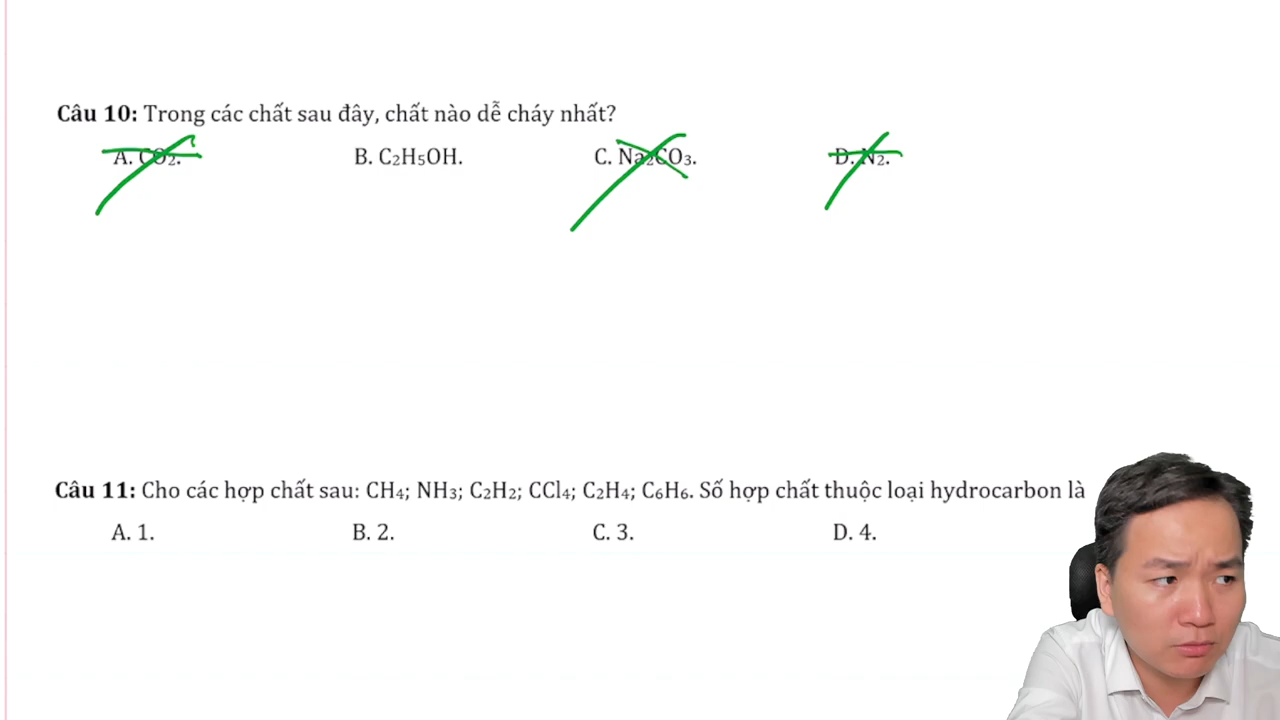 Câu 10: Trong các chất sau đây, chất nào dễ cháy nhất?
A. CO₂. B. C₂H₅OH. C. Na₂CO₃. D. N₂.
Câu 11: Cho các hợp chất sau: CH₄; NH₃; C₂H₂; CCl₄; C₂H₄; C₆H₆. Số hợp chất thuộc loại hydrocarbon là
A. 1. B. 2. C. 3. D. 4.